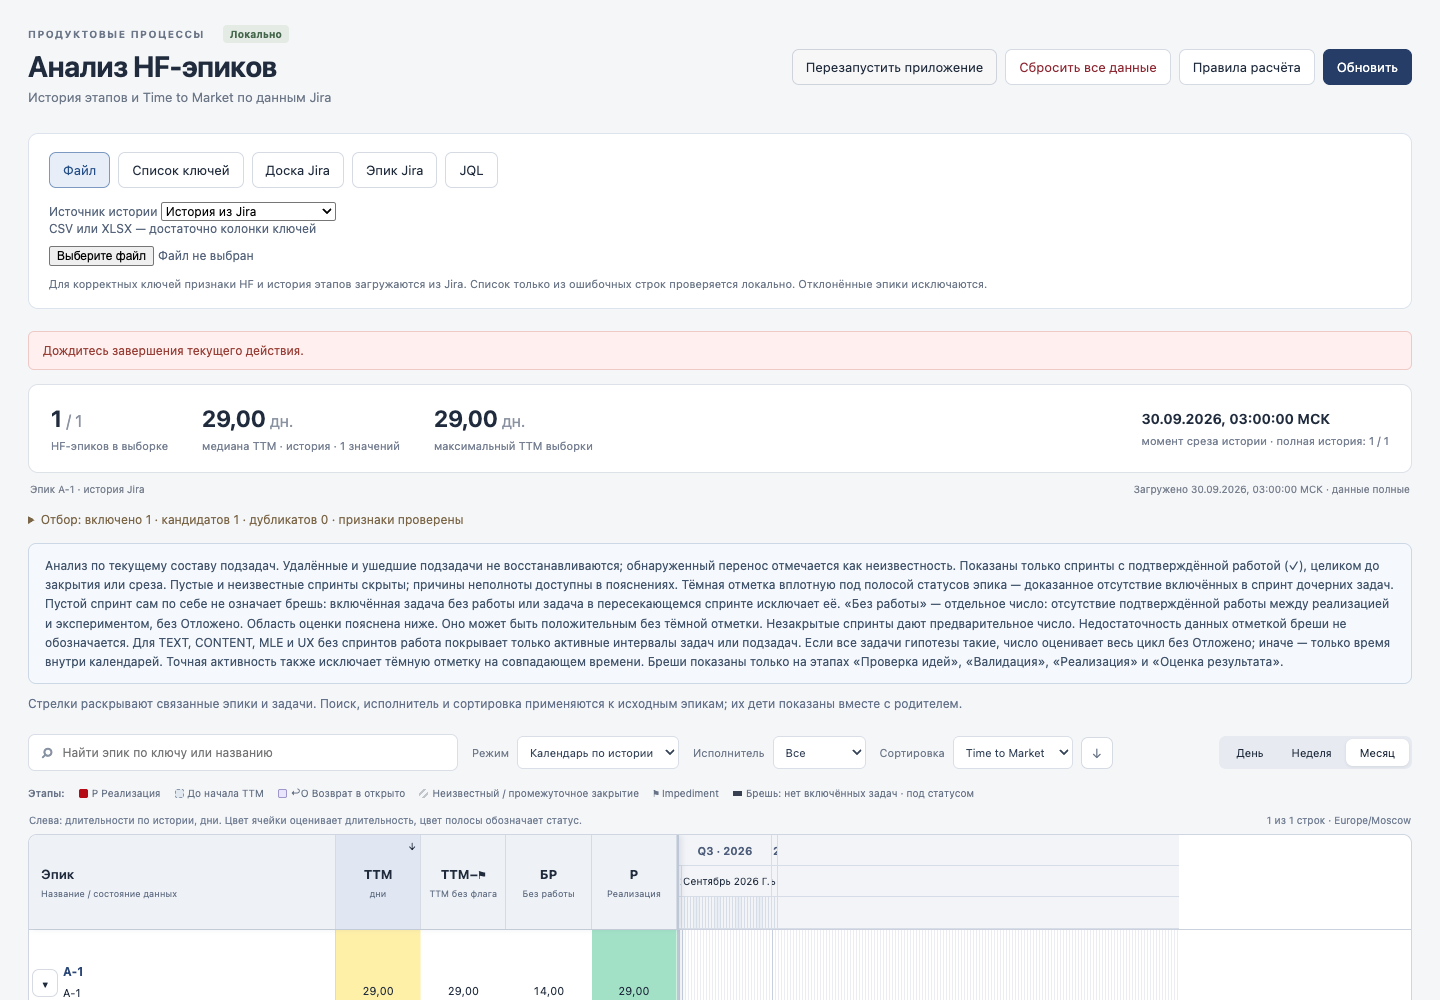 ПРОДУКТОВЫЕ ПРОЦЕССЫ Локально
Анализ HF-эпиков
История этапов и Time to Market по данным Jira
Перезапустить приложение Сбросить все данные Правила расчёта Обновить
Файл Список ключей Доска Jira Эпик Jira JQL
Источник истории История из Jira
CSV или XLSX — достаточно колонки ключей
Выберите файл Файл не выбран
Для корректных ключей признаки HF и история этапов загружаются из Jira. Список только из ошибочных строк проверяется локально. Отклонённые эпики исключаются.
Дождитесь завершения текущего действия.
1 / 1 29,00 дн. 29,00 дн. 30.09.2026, 03:00:00 МСК
HF-эпиков в выборке медиана ТТМ · история · 1 значений максимальный ТТМ выборки момент среза истории · полная история: 1 / 1
Эпик A-1 · история Jira Загружено 30.09.2026, 03:00:00 МСК · данные полные
▶ Отбор: включено 1 · кандидатов 1 · дубликатов 0 · признаки проверены
Анализ по текущему составу подзадач. Удалённые и ушедшие подзадачи не восстанавливаются; обнаруженный перенос отмечается как неизвестность. Показаны только спринты с подтверждённой работой (✓), целиком до
закрытия или среза. Пустые и неизвестные спринты скрыты; причины неполноты доступны в пояснениях. Тёмная отметка вплотную под полосой статусов эпика — доказанное отсутствие включённых в спринт дочерних задач.
Пустой спринт сам по себе не означает брешь: включённая задача без работы или задача в пересекающемся спринте исключает её. «Без работы» — отдельное число: отсутствие подтверждённой работы между реализацией
и экспериментом, без Отложено. Область оценки пояснена ниже. Оно может быть положительным без тёмной отметки. Незакрытые спринты дают предварительное число. Недостаточность данных отметкой бреши не
обозначается. Для TEXT, CONTENT, MLE и UX без спринтов работа покрывает только активные интервалы задач или подзадач. Если все задачи гипотезы такие, число оценивает весь цикл без Отложено; иначе — только время
внутри календарей. Точная активность также исключает тёмную отметку на совпадающем времени. Бреши показаны только на этапах «Проверка идей», «Валидация», «Реализация» и «Оценка результата».
Стрелки раскрывают связанные эпики и задачи. Поиск, исполнитель и сортировка применяются к исходным эпикам; их дети показаны вместе с родителем.
Найти эпик по ключу или названию Режим Календарь по истории Исполнитель Все Сортировка Time to Market ↓ День Неделя Месяц
Этапы: Р Реализация До начала ТТМ ↩О Возврат в открыто Неизвестный / промежуточное закрытие ⚑ Impediment Брешь: нет включённых задач · под статусом
Слева: длительности по истории, дни. Цвет ячейки оценивает длительность, цвет полосы обозначает статус. 1 из 1 строк · Europe/Moscow
↓ Q3 · 2026
Эпик ТТМ ТТМ–⚑ БР Р Сентябрь 2026 г.
Название / состояние данных дни ТТМ без флага Без работы Реализация
▼ A-1
A-1 29,00 29,00 14,00 29,00